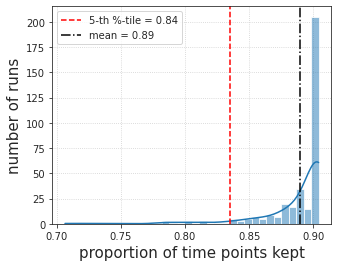 5-th %-tile = 0.84
mean = 0.89
number of runs
200
175
150
125
100
75
50
25
0
0.70 0.75 0.80 0.85 0.90
proportion of time points kept